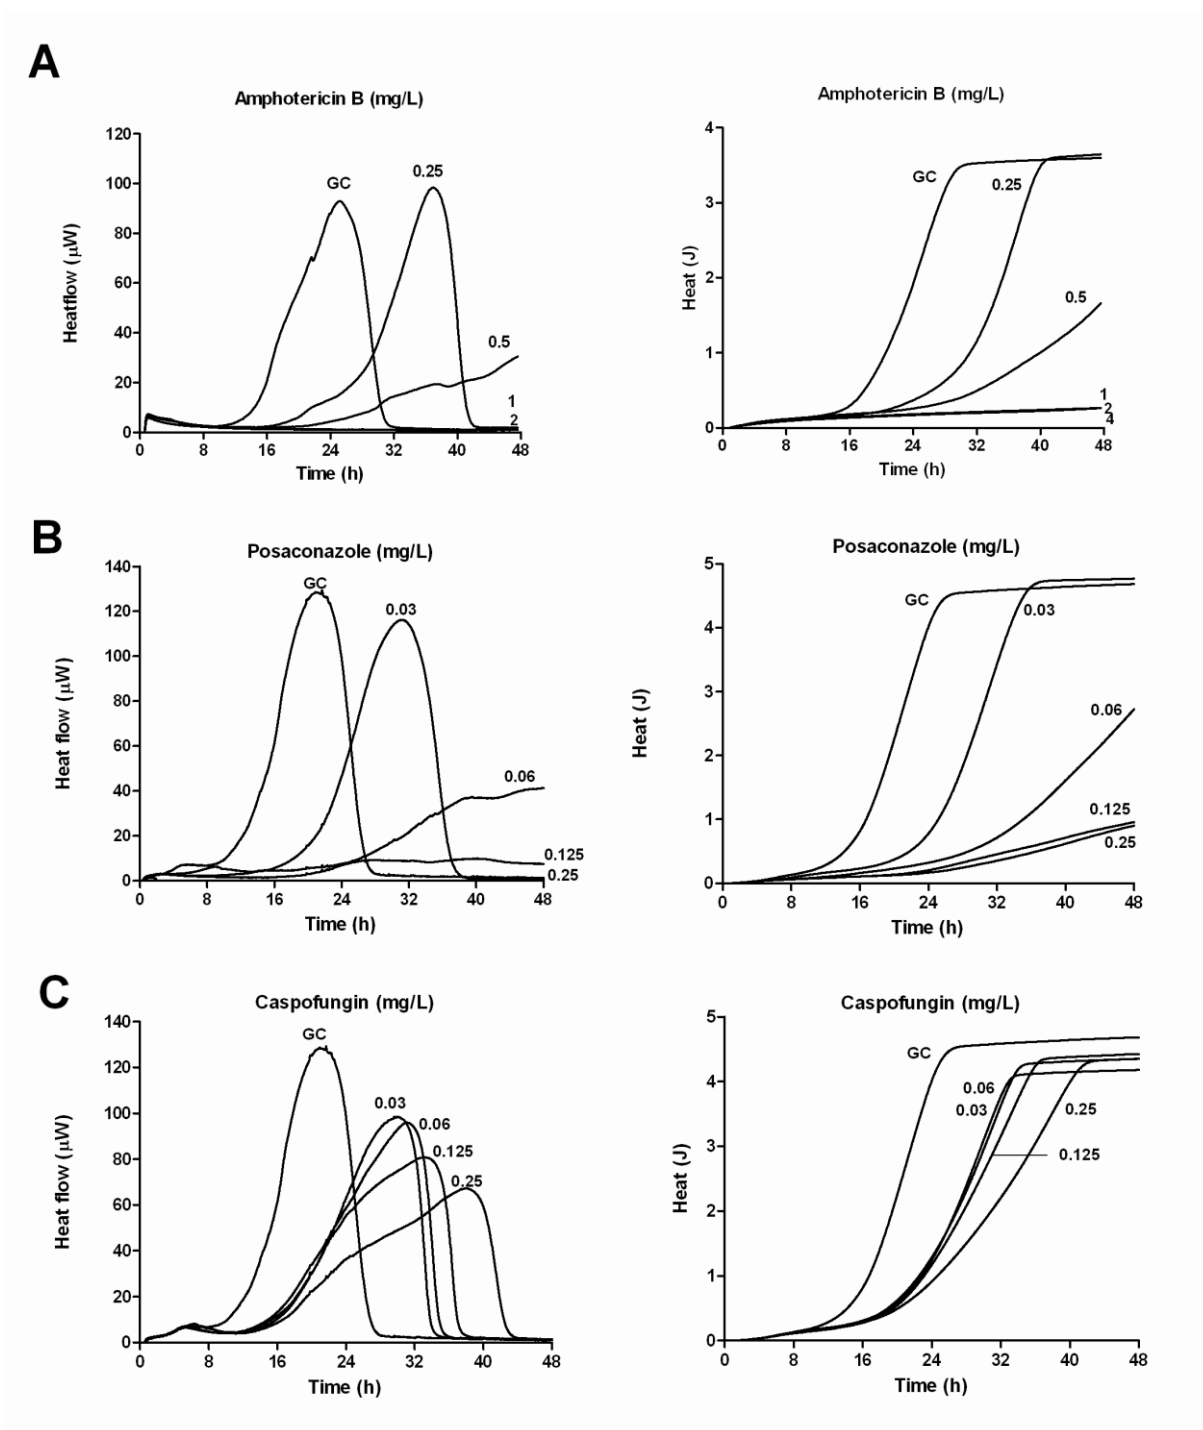 A
Amphotericin B (mg/L)
Heatflow (µW)
120
100
80
60
40
20
0
GC
0.25
0.5
1
2
0 8 16 24 32 40 48
Time (h)
Amphotericin B (mg/L)
Heat (J)
4
3
2
1
0
GC
0.25
0.5
1
2
4
0 8 16 24 32 40 48
Time (h)
B
Posaconazole (mg/L)
Heat flow (µW)
140
120
100
80
60
40
20
0
GC
0.03
0.06
0.125
0.25
0 8 16 24 32 40 48
Time (h)
Posaconazole (mg/L)
Heat (J)
5
4
3
2
1
0
GC
0.03
0.06
0.125
0.25
0 8 16 24 32 40 48
Time (h)
C
Caspofungin (mg/L)
Heat flow (µW)
140
120
100
80
60
40
20
0
GC
0.03
0.06
0.125
0.25
0 8 16 24 32 40 48
Time (h)
Caspofungin (mg/L)
Heat (J)
5
4
3
2
1
0
GC
0.06
0.03
0.25
0.125
0 8 16 24 32 40 48
Time (h)